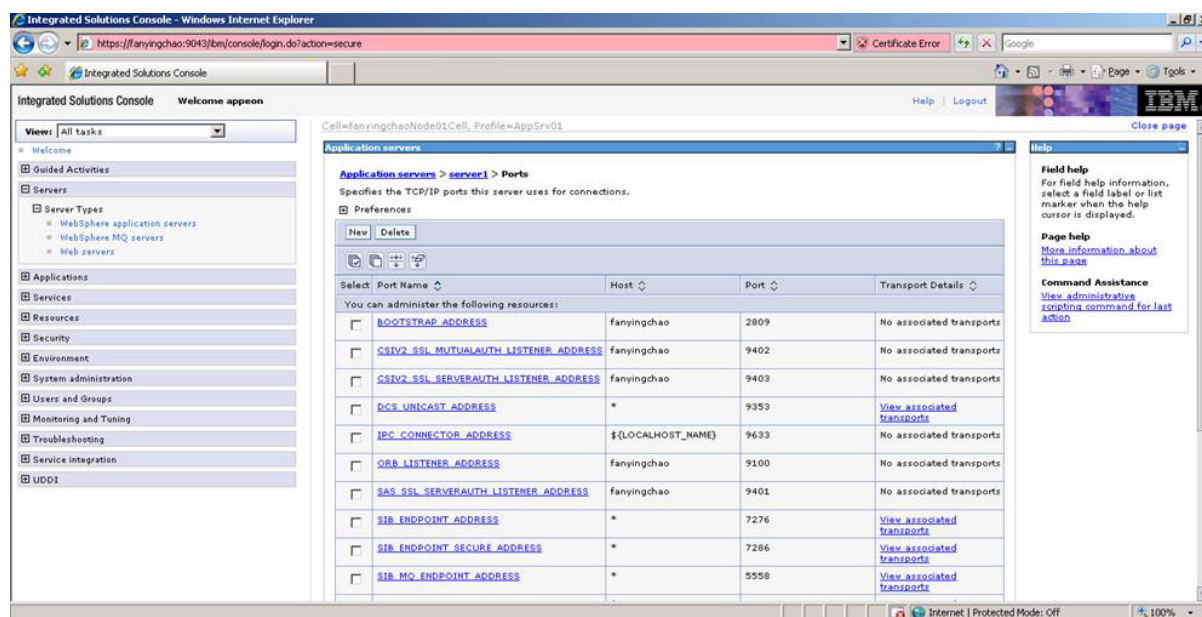 Integrated Solutions Console - Windows Internet Explorer
https://fanyingchao:9043/ibm/console/login.do?action=secure
Certificate Error
Google
Integrated Solutions Console
Page
Tools
Integrated Solutions Console Welcome appeon
Help | Logout
IBM
View: All tasks
Welcome
Guided Activities
Servers
Server Types
WebSphere application servers
WebSphere MQ servers
Web servers
Applications
Services
Resources
Security
Environment
System administration
Users and Groups
Monitoring and Tuning
Troubleshooting
Service integration
UDDI
Cell=fanyingchaoNode01Cell, Profile=AppSrv01
Close page
Application servers
Application servers > server1 > Ports
Specifies the TCP/IP ports this server uses for connections.
Preferences
New Delete
Select Port Name Host Port Transport Details
You can administer the following resources:
BOOTSTRAP_ADDRESS fanyingchao 2809 No associated transports
CSIV2_SSL_MUTUALAUTH_LISTENER_ADDRESS fanyingchao 9402 No associated transports
CSIV2_SSL_SERVERAUTH_LISTENER_ADDRESS fanyingchao 9403 No associated transports
DCS_UNICAST_ADDRESS * 9353 View associated
transports
IPC_CONNECTOR_ADDRESS ${LOCALHOST_NAME} 9633 No associated transports
ORB_LISTENER_ADDRESS fanyingchao 9100 No associated transports
SAS_SSL_SERVERAUTH_LISTENER_ADDRESS fanyingchao 9401 No associated transports
SIB_ENDPOINT_ADDRESS * 7276 View associated
transports
SIB_ENDPOINT_SECURE_ADDRESS * 7286 View associated
transports
SIB_MQ_ENDPOINT_ADDRESS * 5558 View associated
transports
Help
Field help
For field help information,
select a field label or list
marker when the help
cursor is displayed.
Page help
More information about
this page
Command Assistance
View administrative
scripting command for last
action
Internet | Protected Mode: Off
100%